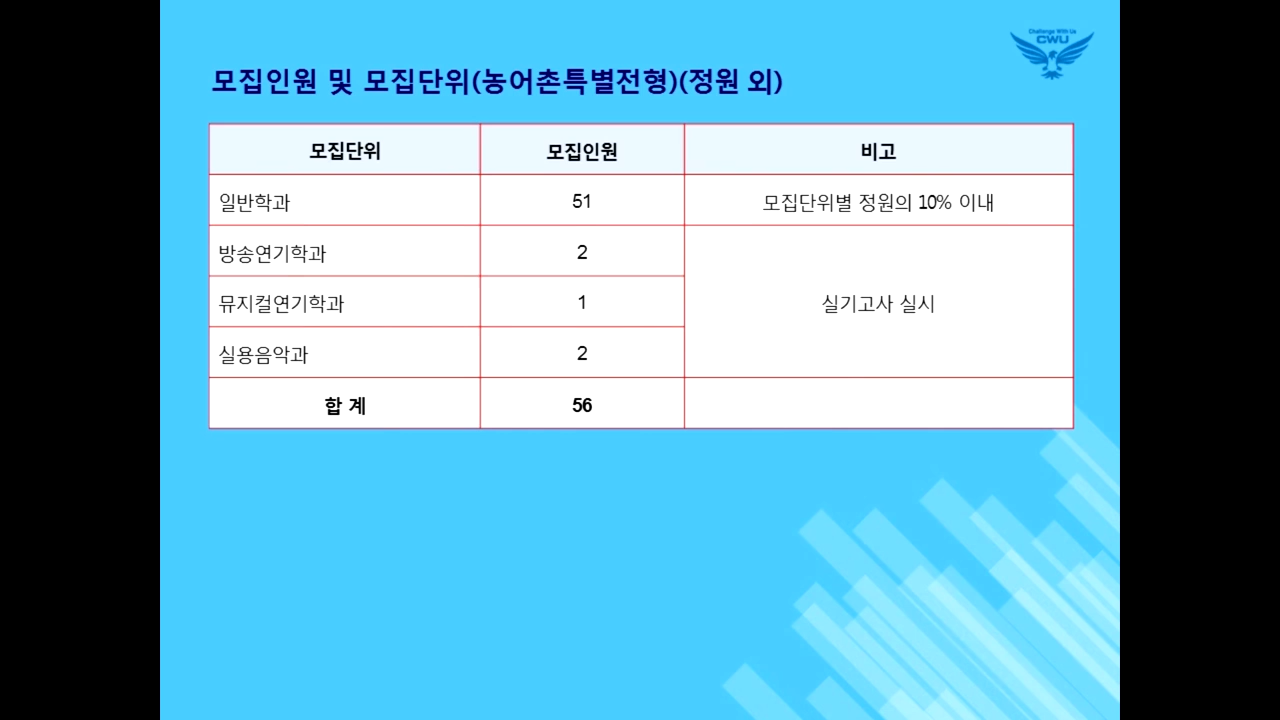 Challenge With Us
CWU
모집인원 및 모집단위(농어촌특별전형)(정원 외)
모집단위 모집인원 비고
일반학과 51 모집단위별 정원의 10% 이내
방송연기학과 2
뮤지컬연기학과 1 실기고사 실시
실용음악과 2
합 계 56